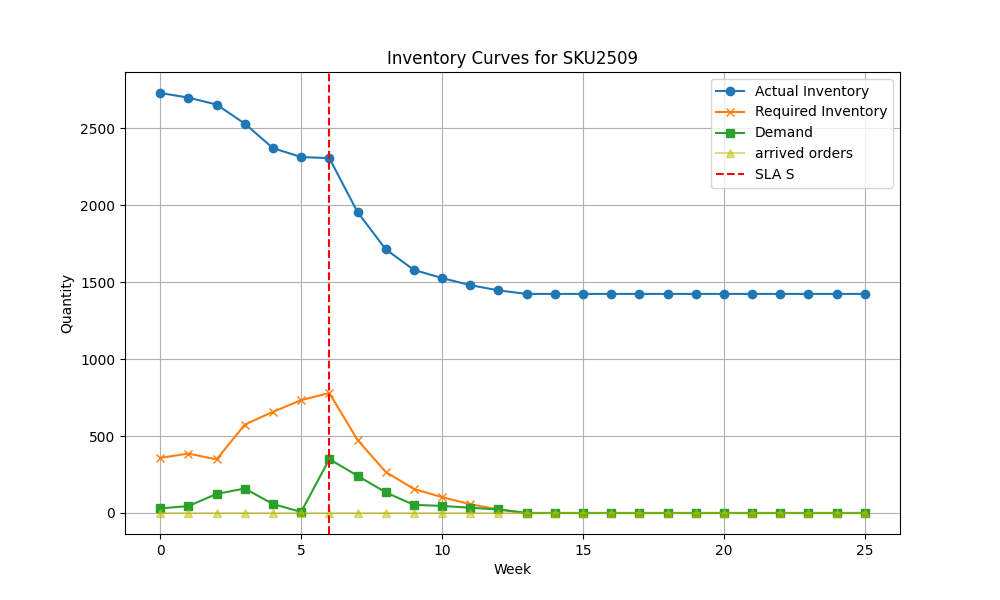 Inventory Curves for SKU2509
Actual Inventory
Required Inventory
Demand
arrived orders
SLA S
Quantity
2500
2000
1500
1000
500
0
0 5 10 15 20 25
Week